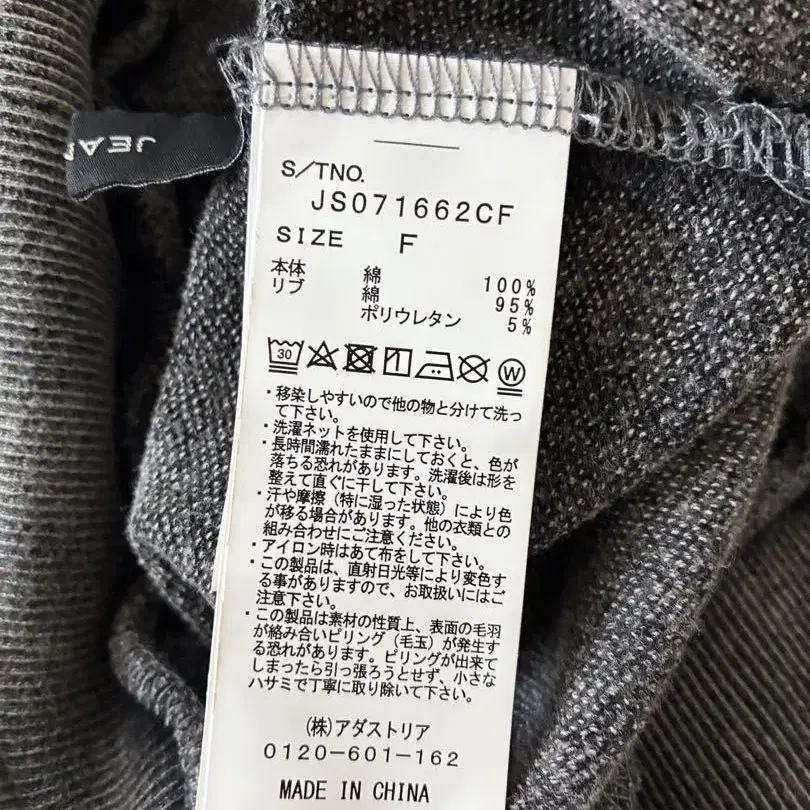 JEA
S/TNO.
JS071662CF
SIZE F
本体 綿 100%
リブ 綿 95%
ポリウレタン 5%
30
W
・移染しやすいので他の物と分けて洗っ
て下さい。
・洗濯ネットを使用して下さい。
・長時間濡れたままにしておくと、色が
落ちる恐れがあります。洗濯後は形を
整えて直ぐに干して下さい。
・汗や摩擦（特に湿った状態）により色
が移る場合があります。他の衣類との
組み合わせにご注意ください。
・アイロン時はあて布をして下さい。
・この製品は、直射日光等により変色す
る事がありますので、お取扱いにはご
注意下さい。
・この製品は素材の性質上、表面の毛羽
が絡み合いピリング（毛玉）が発生す
る恐れがあります。ピリングが出来て
しまったら引っ張ろうとせず、小さな
ハサミで丁寧に取り除いて下さい。
(株)アダストリア
0120-601-162
MADE IN CHINA